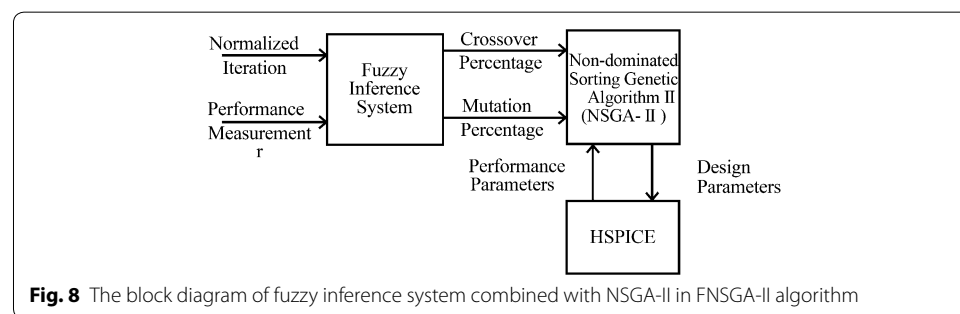 Normalized
Iteration
Performance
Measurement
r
Fuzzy
Inference
System
Crossover
Percentage
Mutation
Percentage
Non-dominated
Sorting Genetic
Algorithm II
(NSGA- II )
Performance
Parameters
Design
Parameters
HSPICE
Fig. 8 The block diagram of fuzzy inference system combined with NSGA-II in FNSGA-II algorithm